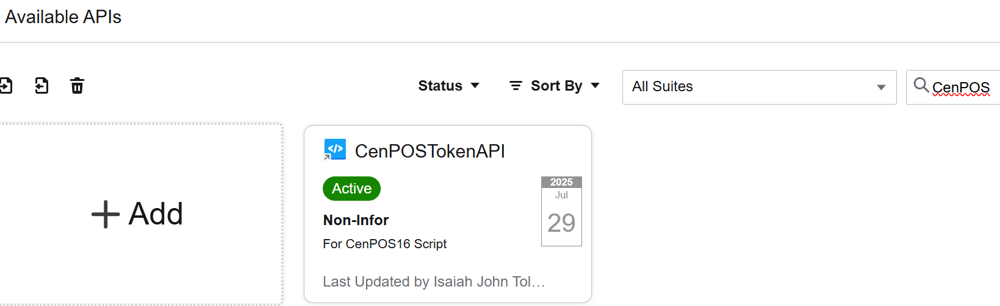 Available APIs
Status
Sort By
All Suites
CenPOS
Add
CenPOSTokenAPI
Active
2025
Jul
29
Non-Infor
For CenPOS16 Script
Last Updated by Isaiah John Tol…